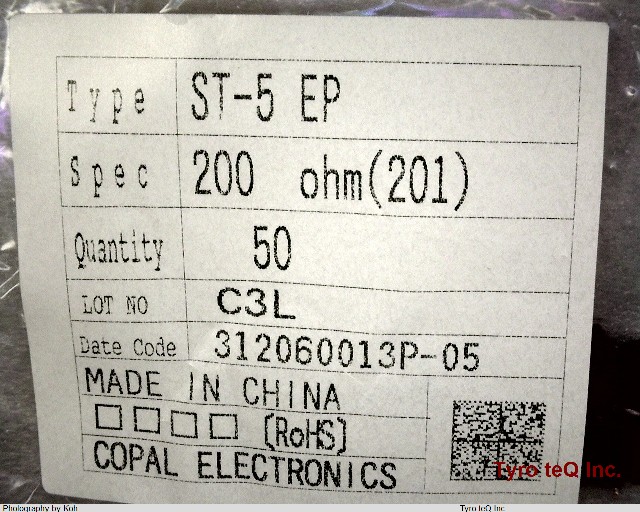 Type ST-5 EP
Spec 200 ohm(201)
Quantity 50
LOT NO C3L
Date Code 312060013P-05
MADE IN CHINA
□□□□ [RoHS]
COPAL ELECTRONICS
Tyro teQ Inc.
Photography by Koh Tyro teQ Inc